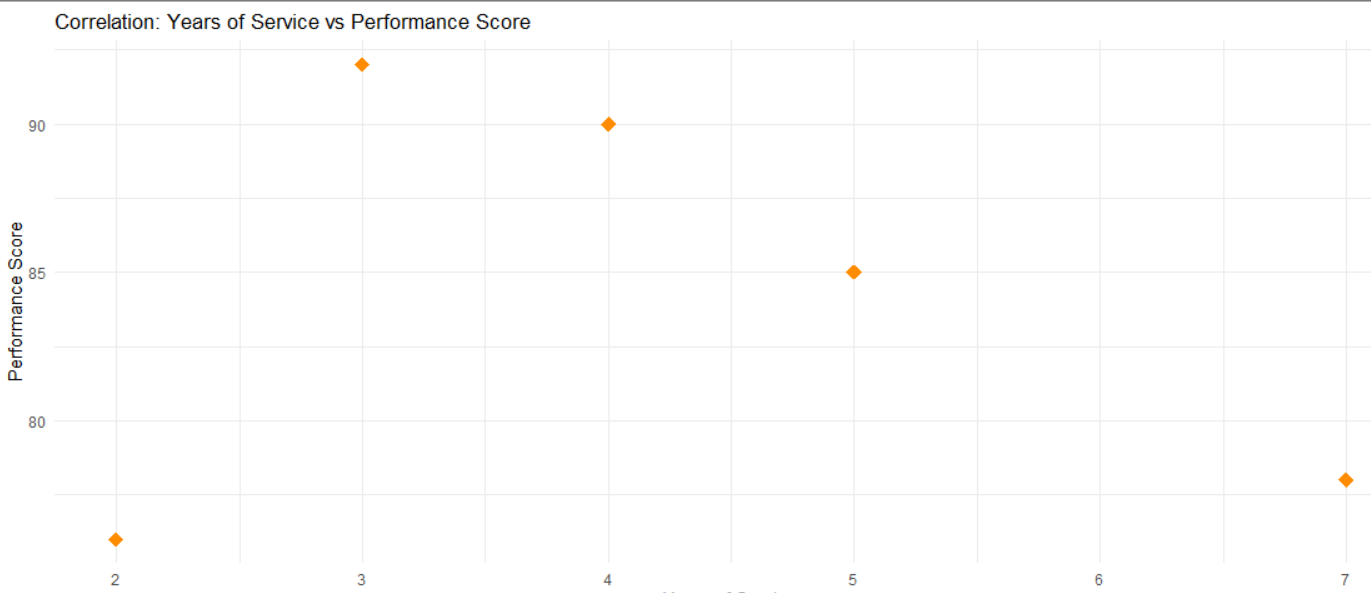 Correlation: Years of Service vs Performance Score
90
85
80
Performance Score
2 3 4 5 6 7